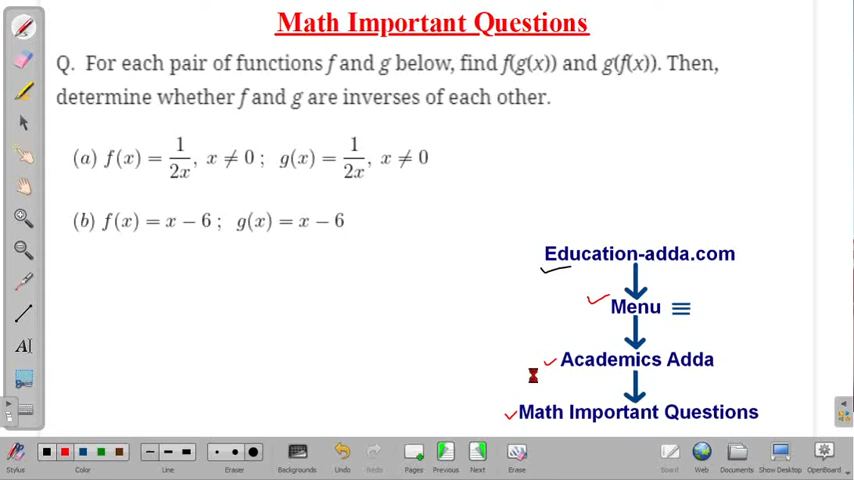 Math Important Questions
Q. For each pair of functions f and g below, find f(g(x)) and g(f(x)). Then,
determine whether f and g are inverses of each other.
(a) f(x) = 1/2x, x ≠ 0 ; g(x) = 1/2x, x ≠ 0
(b) f(x) = x − 6 ; g(x) = x − 6
Education-adda.com
Menu
Academics Adda
Math Important Questions
Stylus Color Line Eraser Backgrounds Undo Redo Pages Previous Next Erase Board Web Documents Show Desktop OpenBoard